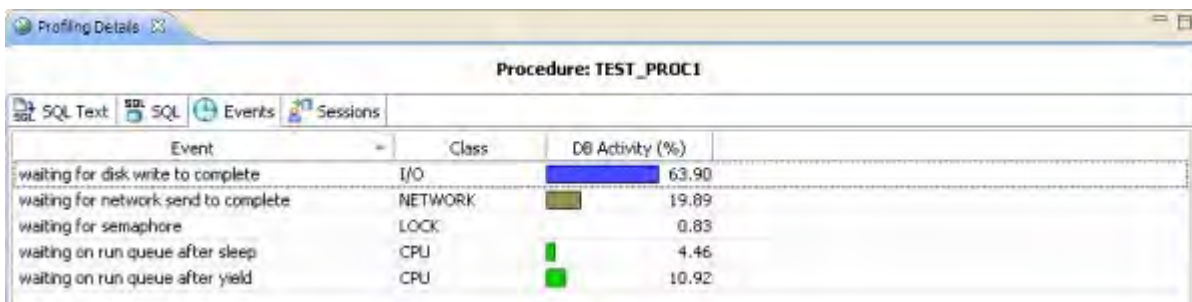 Profiling Details
Procedure: TEST_PROC1
SQL Text SQL Events Sessions
Event Class DB Activity (%)
waiting for disk write to complete I/O 63.90
waiting for network send to complete NETWORK 19.89
waiting for semaphore LOCK 0.83
waiting on run queue after sleep CPU 4.46
waiting on run queue after yield CPU 10.92